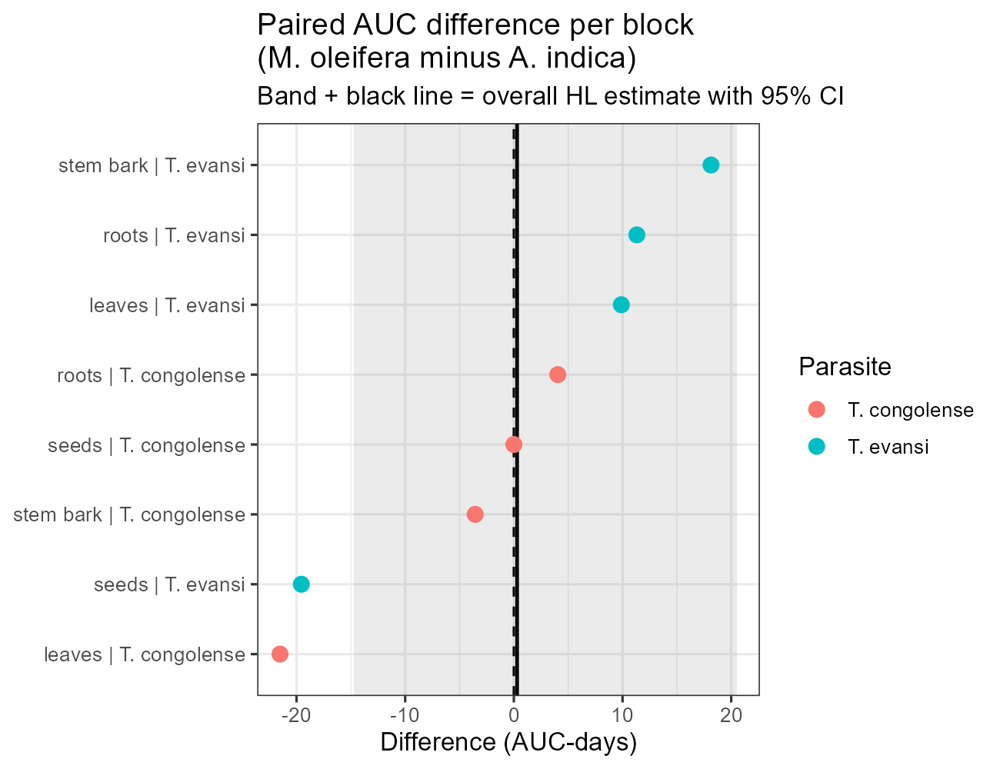 Paired AUC difference per block
(M. oleifera minus A. indica)
Band + black line = overall HL estimate with 95% CI
stem bark | T. evansi
roots | T. evansi
leaves | T. evansi
roots | T. congolense
seeds | T. congolense
stem bark | T. congolense
seeds | T. evansi
leaves | T. congolense
-20 -10 0 10 20
Difference (AUC-days)
Parasite
T. congolense
T. evansi